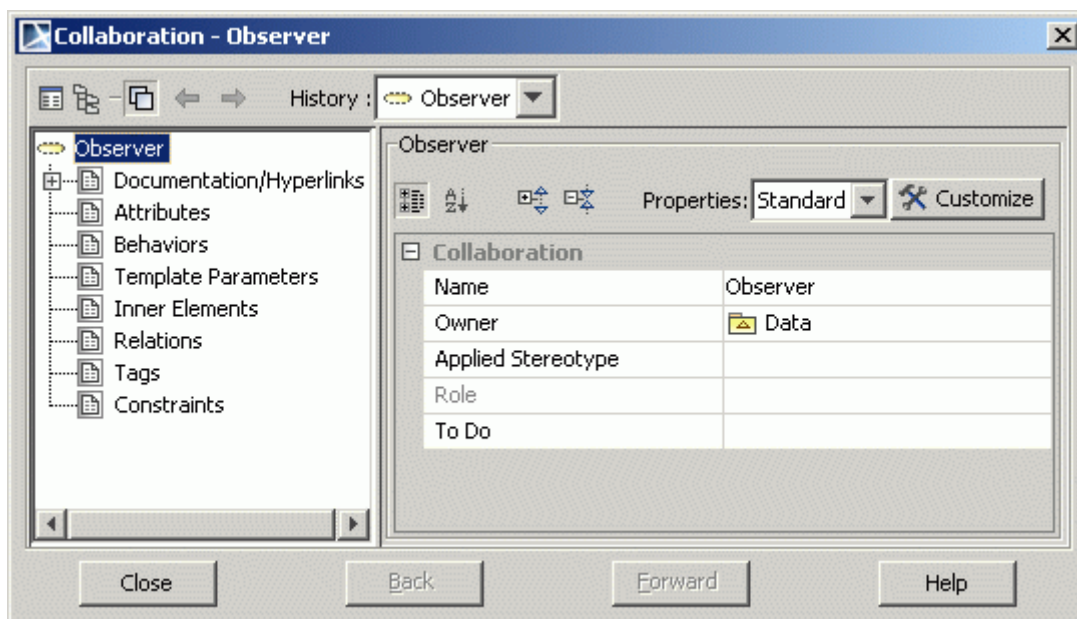 Collaboration - Observer
History : Observer
Observer
Documentation/Hyperlinks
Attributes
Behaviors
Template Parameters
Inner Elements
Relations
Tags
Constraints
Observer
Properties: Standard Customize
Collaboration
Name Observer
Owner Data
Applied Stereotype
Role
To Do
Close Back Forward Help